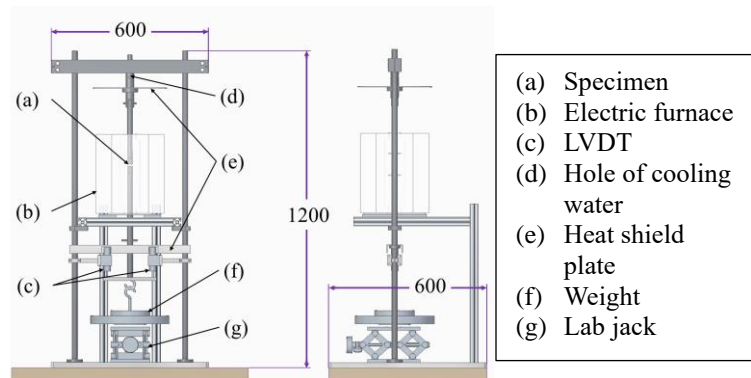 600
(a)
(d)
(e)
(b)
1200
(c)
(f)
600
(g)
(a) Specimen
(b) Electric furnace
(c) LVDT
(d) Hole of cooling
water
(e) Heat shield
plate
(f) Weight
(g) Lab jack